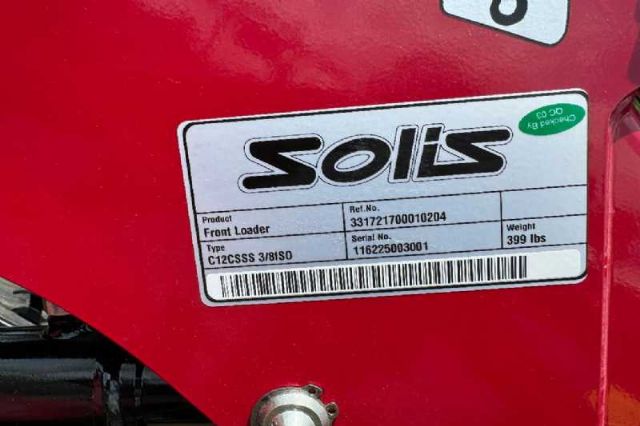 Solis
Checked By
QC 03
Product
Front Loader
Ref.No.
331721700010204
Type
C12CSSS 3/8ISO
Serial No.
116225003001
Weight
399 lbs